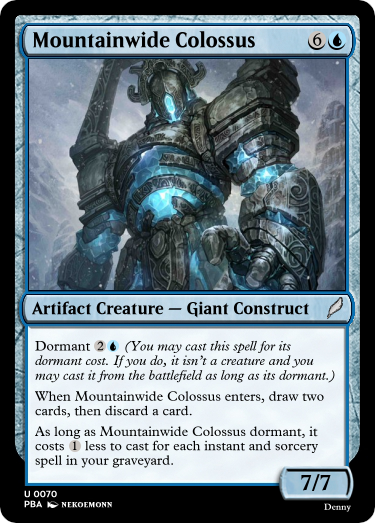 Mountainwide Colossus 6
Artifact Creature — Giant Construct
Dormant 2 (You may cast this spell for its
dormant cost. If you do, it isn't a creature and you
may cast it from the battlefield as long as its dormant.)
When Mountainwide Colossus enters, draw two
cards, then discard a card.
As long as Mountainwide Colossus dormant, it
costs 1 less to cast for each instant and sorcery
spell in your graveyard.
7/7
U 0070
PBA NEKOEMONN
Denny